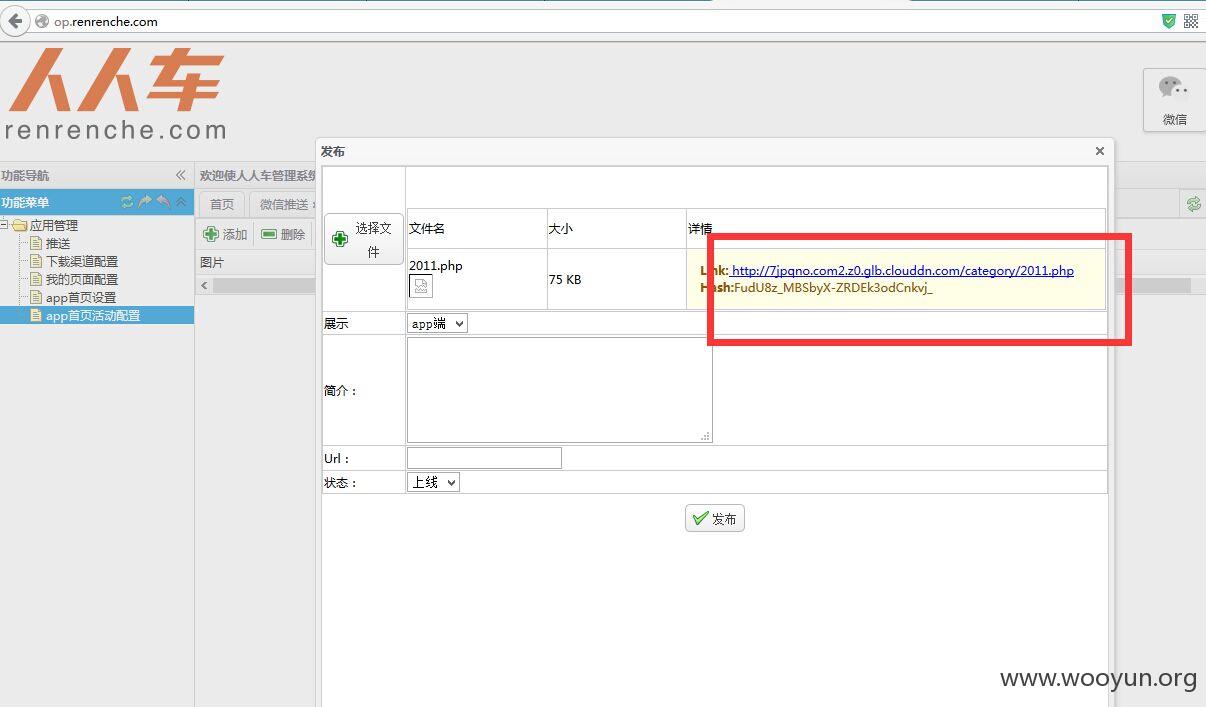 op.renrenche.com
人人车
renrenche.com
微信
发布
功能导航
欢迎使人人车管理系统
功能菜单
首页
微信推送
应用管理
推送
下载渠道配置
我的页面配置
app首页设置
app首页活动配置
添加
删除
图片
选择文件
文件名
大小
详情
2011.php
75 KB
Link: http://7jpqno.com2.z0.glb.clouddn.com/category/2011.php
Hash:FudU8z_MBSbyX-ZRDEk3odCnkvj_
展示
app端
简介：
Url：
状态：
上线
发布
www.wooyun.org